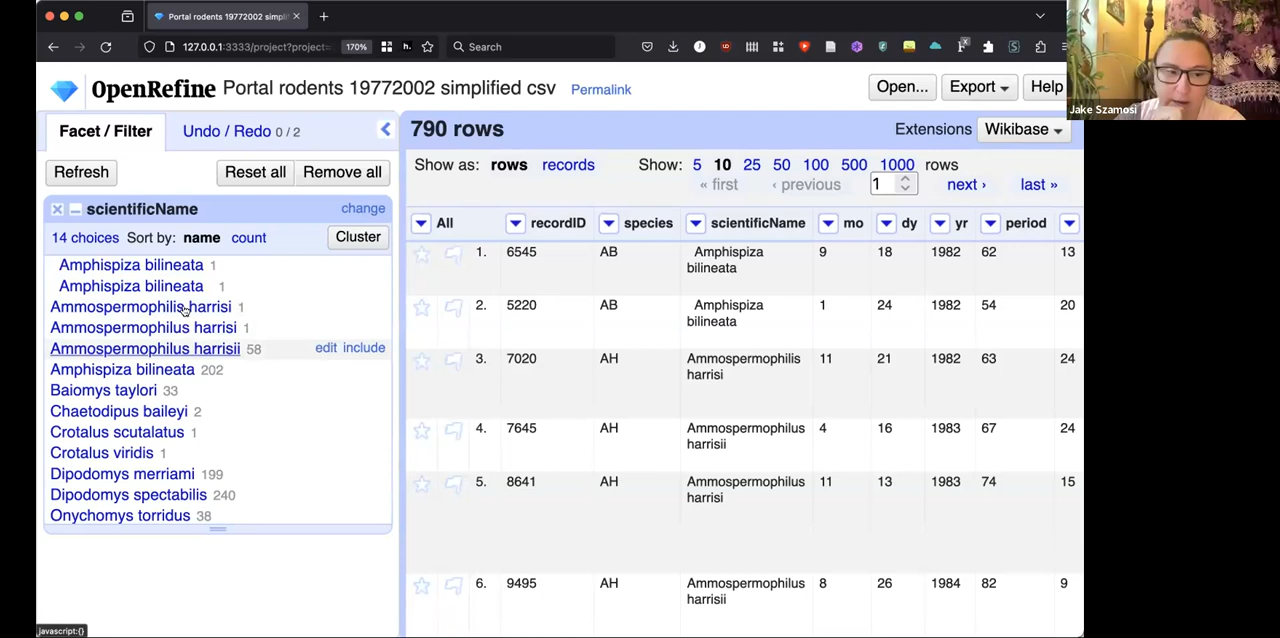 Portal rodents 19772002 simplifi
127.0.0.1:3333/project?project=
170%
h.
Search
Jake Szamosi
OpenRefine Portal rodents 19772002 simplified csv Permalink
Open... Export Help
Facet / Filter Undo / Redo 0 / 2
790 rows
Extensions Wikibase
Refresh Reset all Remove all
Show as: rows records Show: 5 10 25 50 100 500 1000 rows
« first ‹ previous 1 next › last »
scientificName change
14 choices Sort by: name count Cluster
Amphispiza bilineata 1
Amphispiza bilineata 1
Ammospermophilis harrisi 1
Ammospermophilus harrisi 1
Ammospermophilus harrisii 58 edit include
Amphispiza bilineata 202
Baiomys taylori 33
Chaetodipus baileyi 2
Crotalus scutalatus 1
Crotalus viridis 1
Dipodomys merriami 199
Dipodomys spectabilis 240
Onychomys torridus 38
All recordID species scientificName mo dy yr period
1. 6545 AB Amphispiza 9 18 1982 62 13
bilineata
2. 5220 AB Amphispiza 1 24 1982 54 20
bilineata
3. 7020 AH Ammospermophilis 11 21 1982 63 24
harrisi
4. 7645 AH Ammospermophilus 4 16 1983 67 24
harrisii
5. 8641 AH Ammospermophilus 11 13 1983 74 15
harrisi
6. 9495 AH Ammospermophilus 8 26 1984 82 9
harrisii
javascript:{}